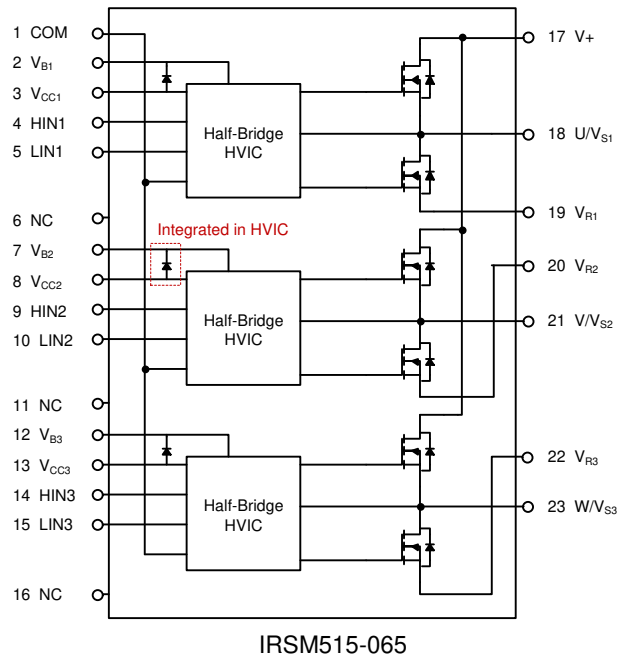 1 COM
2 VB1
3 VCC1
4 HIN1
5 LIN1
6 NC
7 VB2
8 VCC2
9 HIN2
10 LIN2
11 NC
12 VB3
13 VCC3
14 HIN3
15 LIN3
16 NC
Half-Bridge
HVIC
Integrated in HVIC
Half-Bridge
HVIC
Half-Bridge
HVIC
17 V+
18 U/VS1
19 VR1
20 VR2
21 V/VS2
22 VR3
23 W/VS3
IRSM515-065